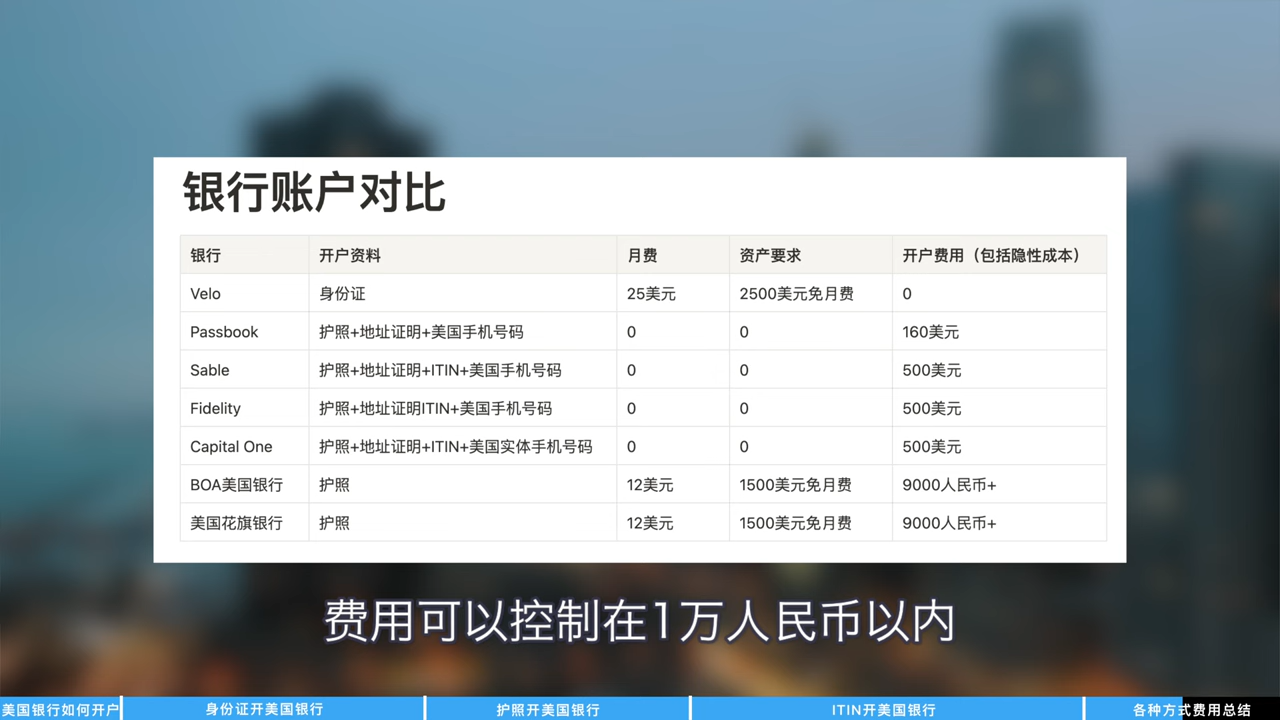 银行账户对比
银行 开户资料 月费 资产要求 开户费用（包括隐性成本）
Velo 身份证 25美元 2500美元免月费 0
Passbook 护照+地址证明+美国手机号码 0 0 160美元
Sable 护照+地址证明+ITIN+美国手机号码 0 0 500美元
Fidelity 护照+地址证明ITIN+美国手机号码 0 0 500美元
Capital One 护照+地址证明+ITIN+美国实体手机号码 0 0 500美元
BOA美国银行 护照 12美元 1500美元免月费 9000人民币+
美国花旗银行 护照 12美元 1500美元免月费 9000人民币+
费用可以控制在1万人民币以内
美国银行如何开户 身份证开美国银行 护照开美国银行 ITIN开美国银行 各种方式费用总结